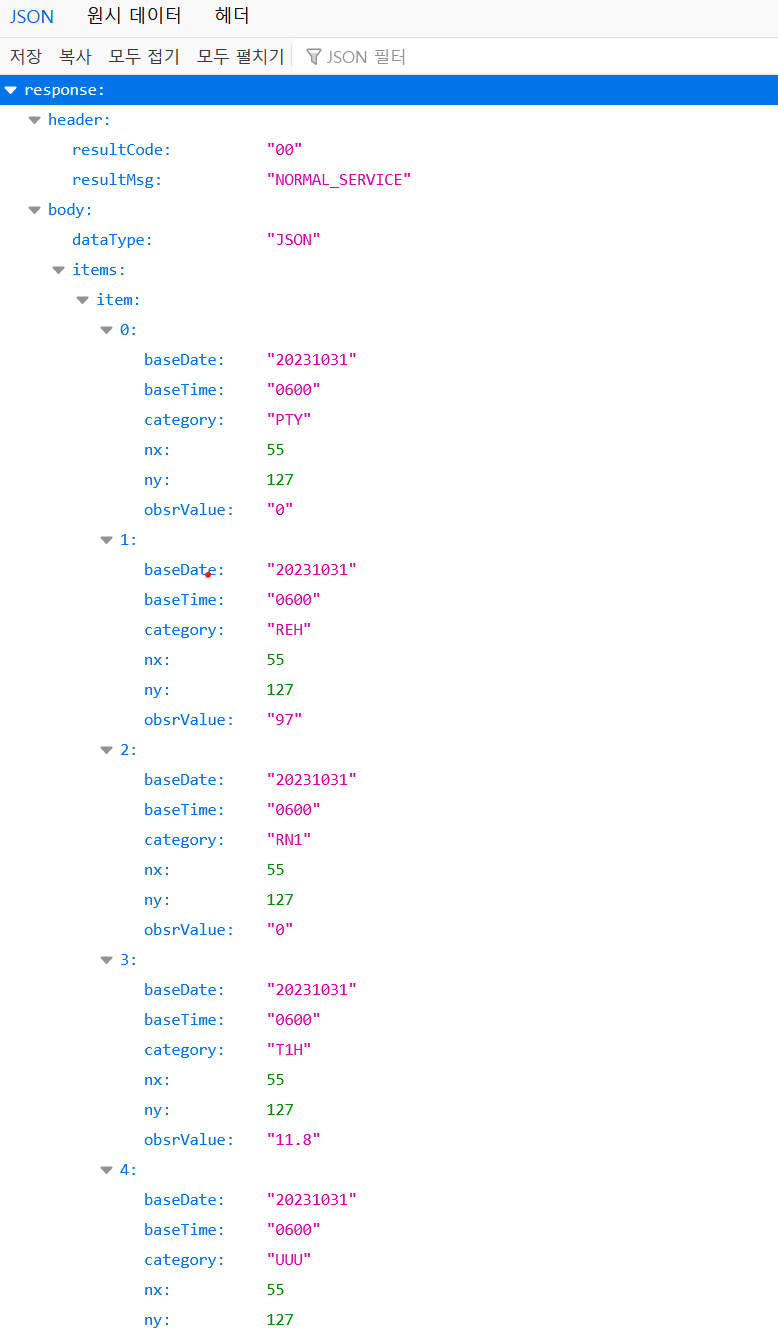 JSON 원시 데이터 헤더
저장 복사 모두 접기 모두 펼치기 JSON 필터
response:
header:
resultCode: "00"
resultMsg: "NORMAL_SERVICE"
body:
dataType: "JSON"
items:
item:
0:
baseDate: "20231031"
baseTime: "0600"
category: "PTY"
nx: 55
ny: 127
obsrValue: "0"
1:
baseDate: "20231031"
baseTime: "0600"
category: "REH"
nx: 55
ny: 127
obsrValue: "97"
2:
baseDate: "20231031"
baseTime: "0600"
category: "RN1"
nx: 55
ny: 127
obsrValue: "0"
3:
baseDate: "20231031"
baseTime: "0600"
category: "T1H"
nx: 55
ny: 127
obsrValue: "11.8"
4:
baseDate: "20231031"
baseTime: "0600"
category: "UUU"
nx: 55
ny: 127